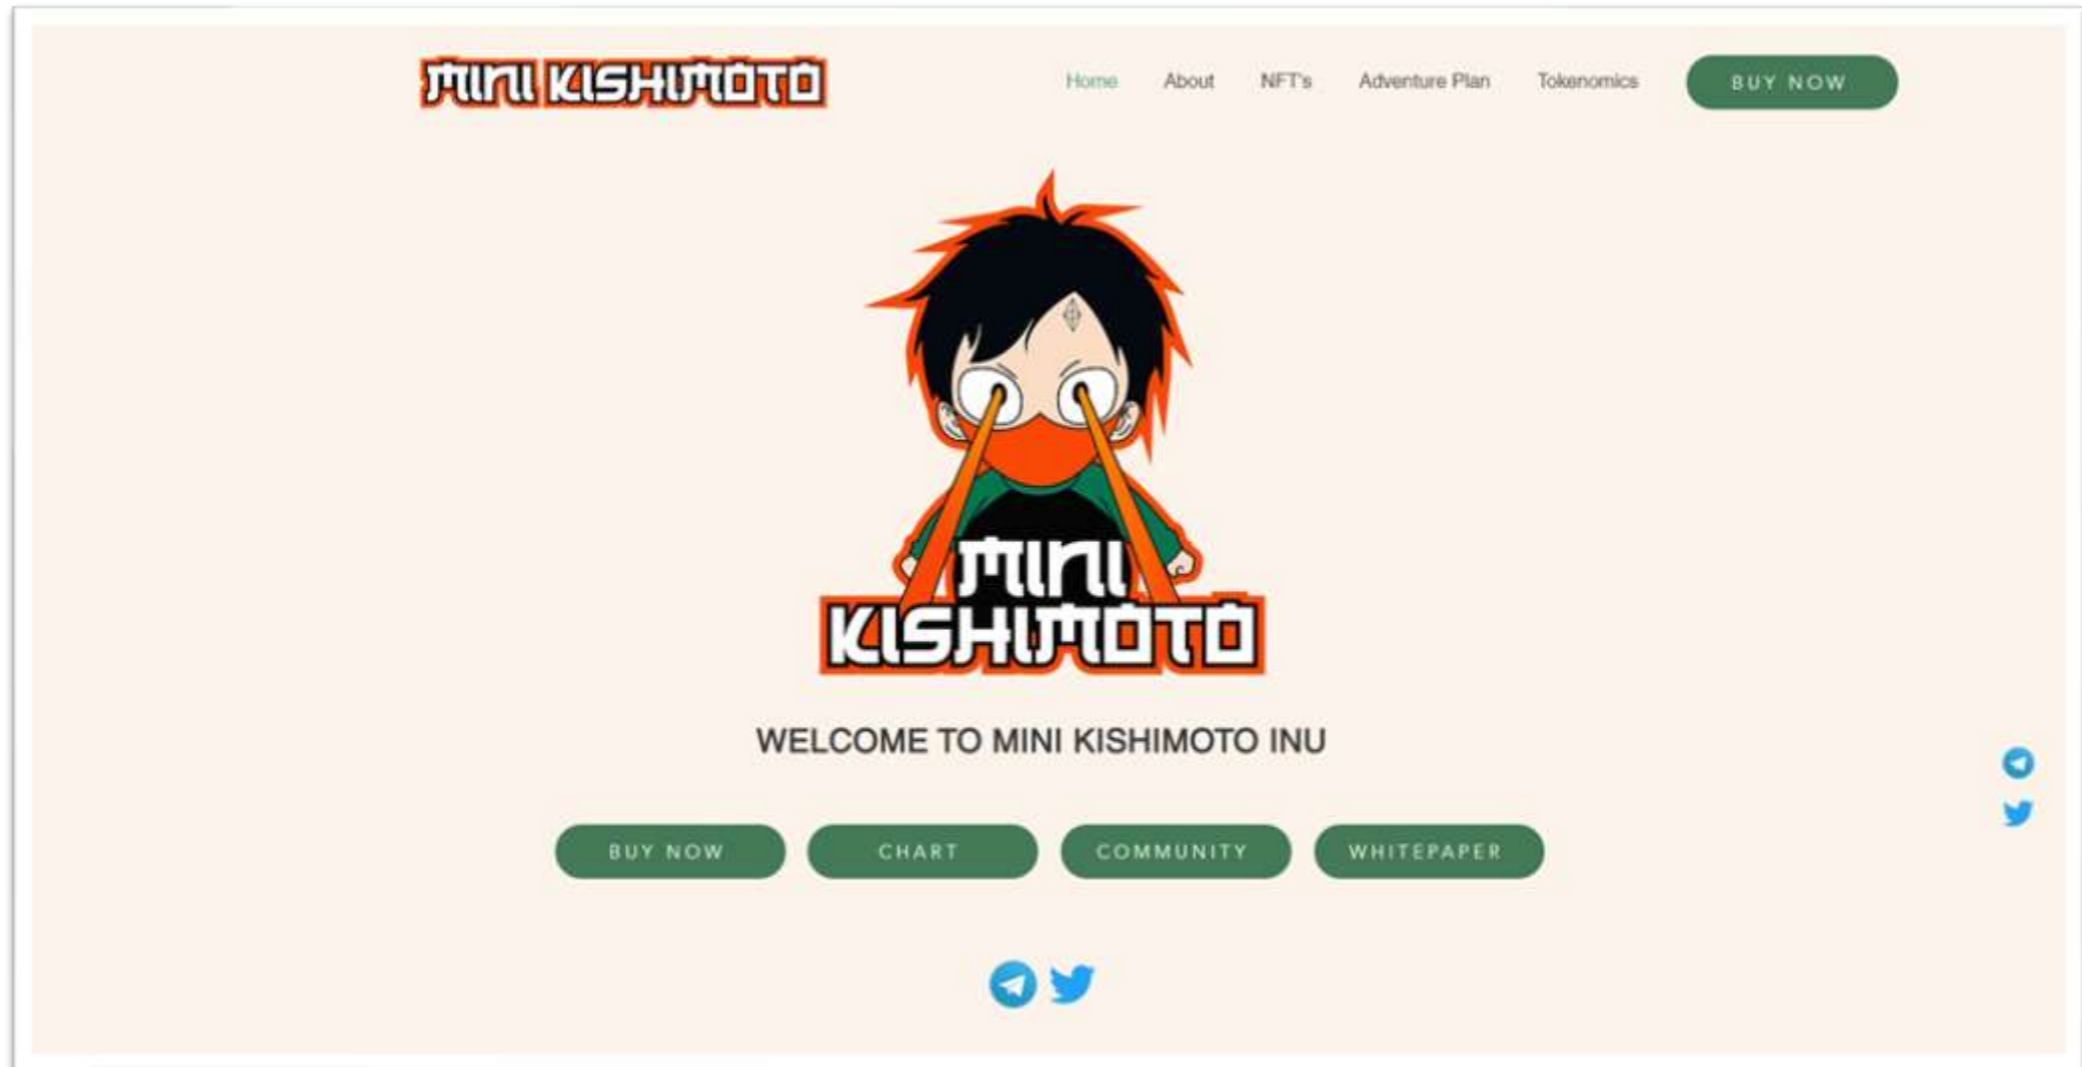 MINI KISHIMOTO
Home About NFT's Adventure Plan Tokenomics BUY NOW
MINI
KISHIMOTO
WELCOME TO MINI KISHIMOTO INU
BUY NOW CHART COMMUNITY WHITEPAPER